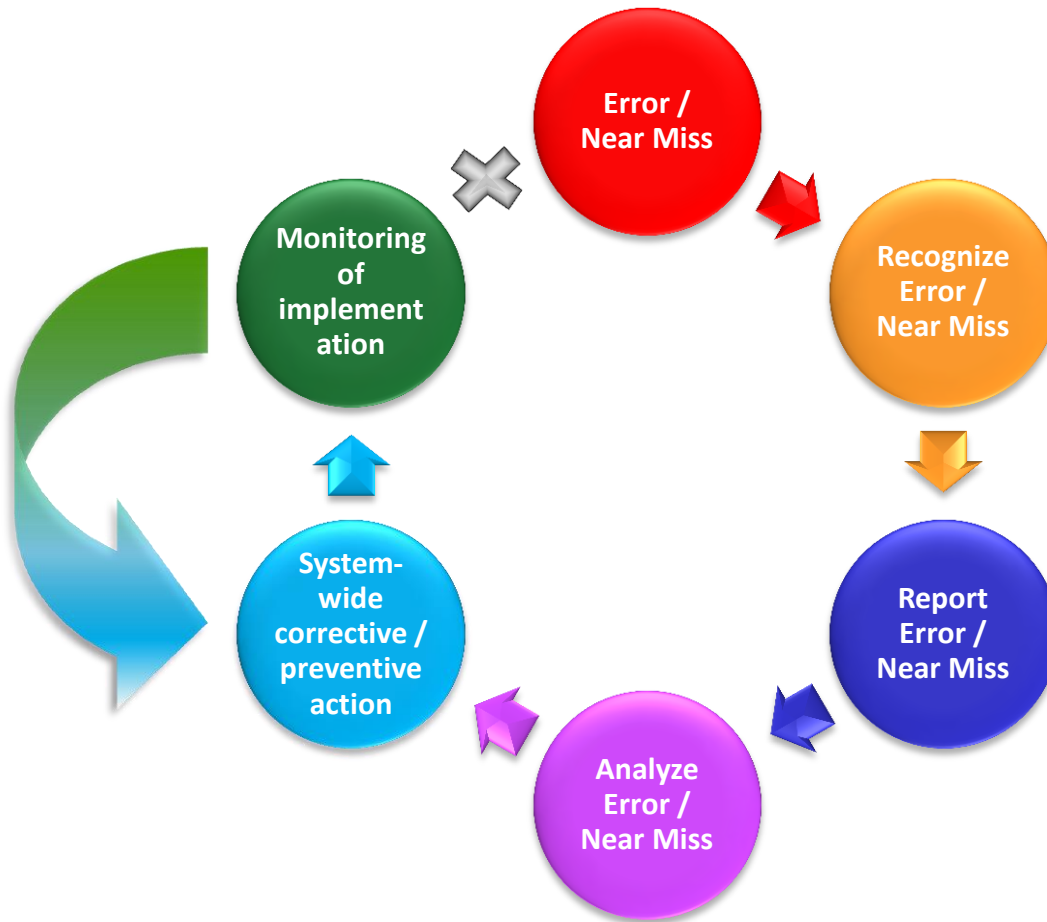 Error /
Near Miss
Recognize
Error /
Near Miss
Report
Error /
Near Miss
Analyze
Error /
Near Miss
System-
wide
corrective /
preventive
action
Monitoring
of
implement
ation